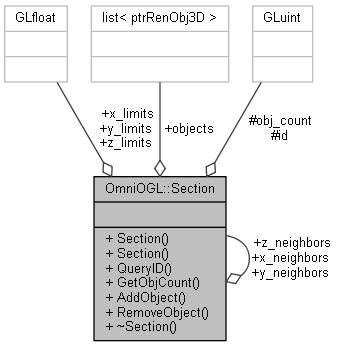 GLfloat
list< ptrRenObj3D >
GLuint
+x_limits
+y_limits
+z_limits
+objects
#obj_count
#id
OmniOGL::Section
+ Section()
+ Section()
+ QueryID()
+ GetObjCount()
+ AddObject()
+ RemoveObject()
+ ~Section()
+z_neighbors
+x_neighbors
+y_neighbors